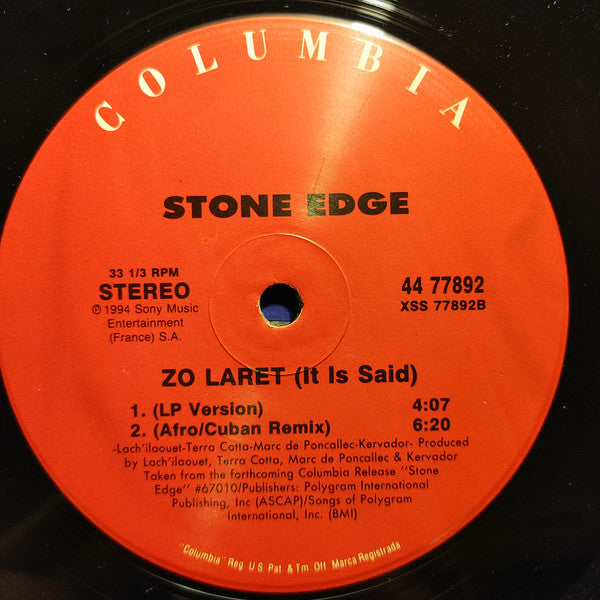 COLUMBIA
STONE EDGE
33 1/3 RPM
STEREO
℗ 1994 Sony Music
Entertainment
(France) S.A.
44 77892
XSS 77892B
ZO LARET (It Is Said)
1. (LP Version) 4:07
2. (Afro/Cuban Remix) 6:20
-Lach'ilaouet-Terra Cotta-Marc de Poncallec-Kervador- Produced
by Lach'ilaouet, Terra Cotta, Marc de Poncallec & Kervador
Taken from the forthcoming Columbia Release "Stone
Edge" #67010/Publishers: Polygram International
Publishing, Inc (ASCAP)/Songs of Polygram
International, Inc. (BMI)
"Columbia" Reg. U.S. Pat. & Tm. Off. Marca Registrada